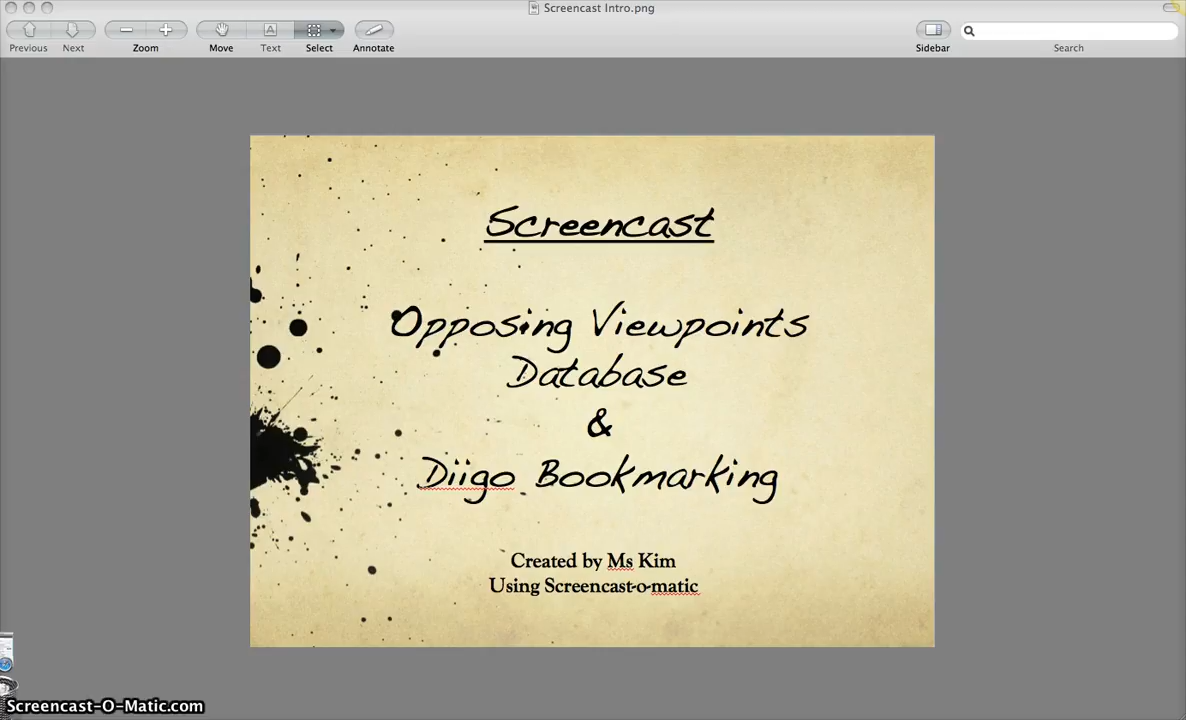 Screencast Intro.png
Previous Next Zoom Move Text Select Annotate Sidebar Search
Screencast
Opposing Viewpoints
Database
&
Diigo Bookmarking
Created by Ms Kim
Using Screencast-o-matic
Screencast-O-Matic.com